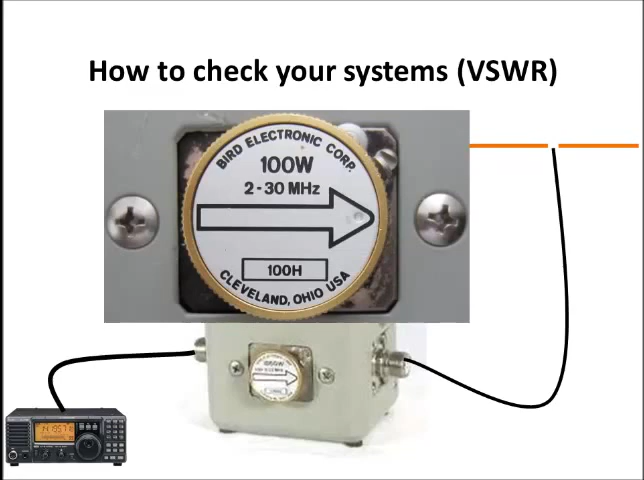 How to check your systems (VSWR)
BIRD ELECTRONIC CORP.
100W
2 - 30 MHz
100H
CLEVELAND, OHIO USA